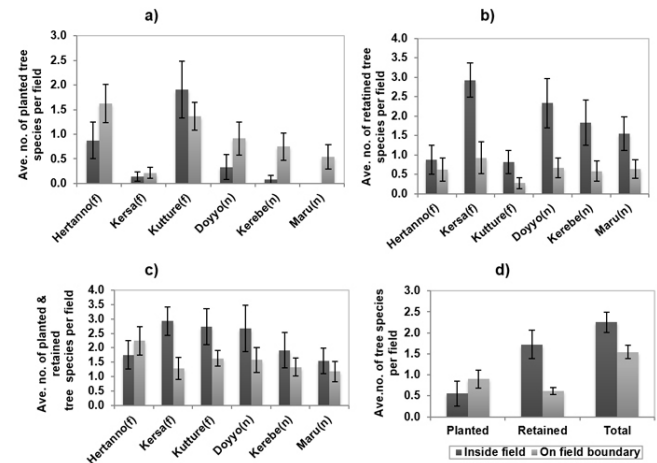 a)
Ave. no. of planted tree
species per field
3.0
2.5
2.0
1.5
1.0
0.5
0.0
Hertanno(f)
Kersa(f)
Kutture(f)
Doyyo(n)
Kerebe(n)
Maru(n)
b)
Ave. no. of retatined tree
species per field
4.0
3.5
3.0
2.5
2.0
1.5
1.0
0.5
0.0
Hertanno(f)
Kersa(f)
Kutture(f)
Doyyo(n)
Kerebe(n)
Maru(n)
c)
Ave. no. of planted &
retained
tree species per field
4.0
3.5
3.0
2.5
2.0
1.5
1.0
0.5
0.0
Hertanno(f)
Kersa(f)
Kutture(f)
Doyyo(n)
Kerebe(n)
Maru(n)
d)
Ave.no. of tree species
per field
3.0
2.5
2.0
1.5
1.0
0.5
0.0
Planted
Retained
Total
Inside field
On field boundary